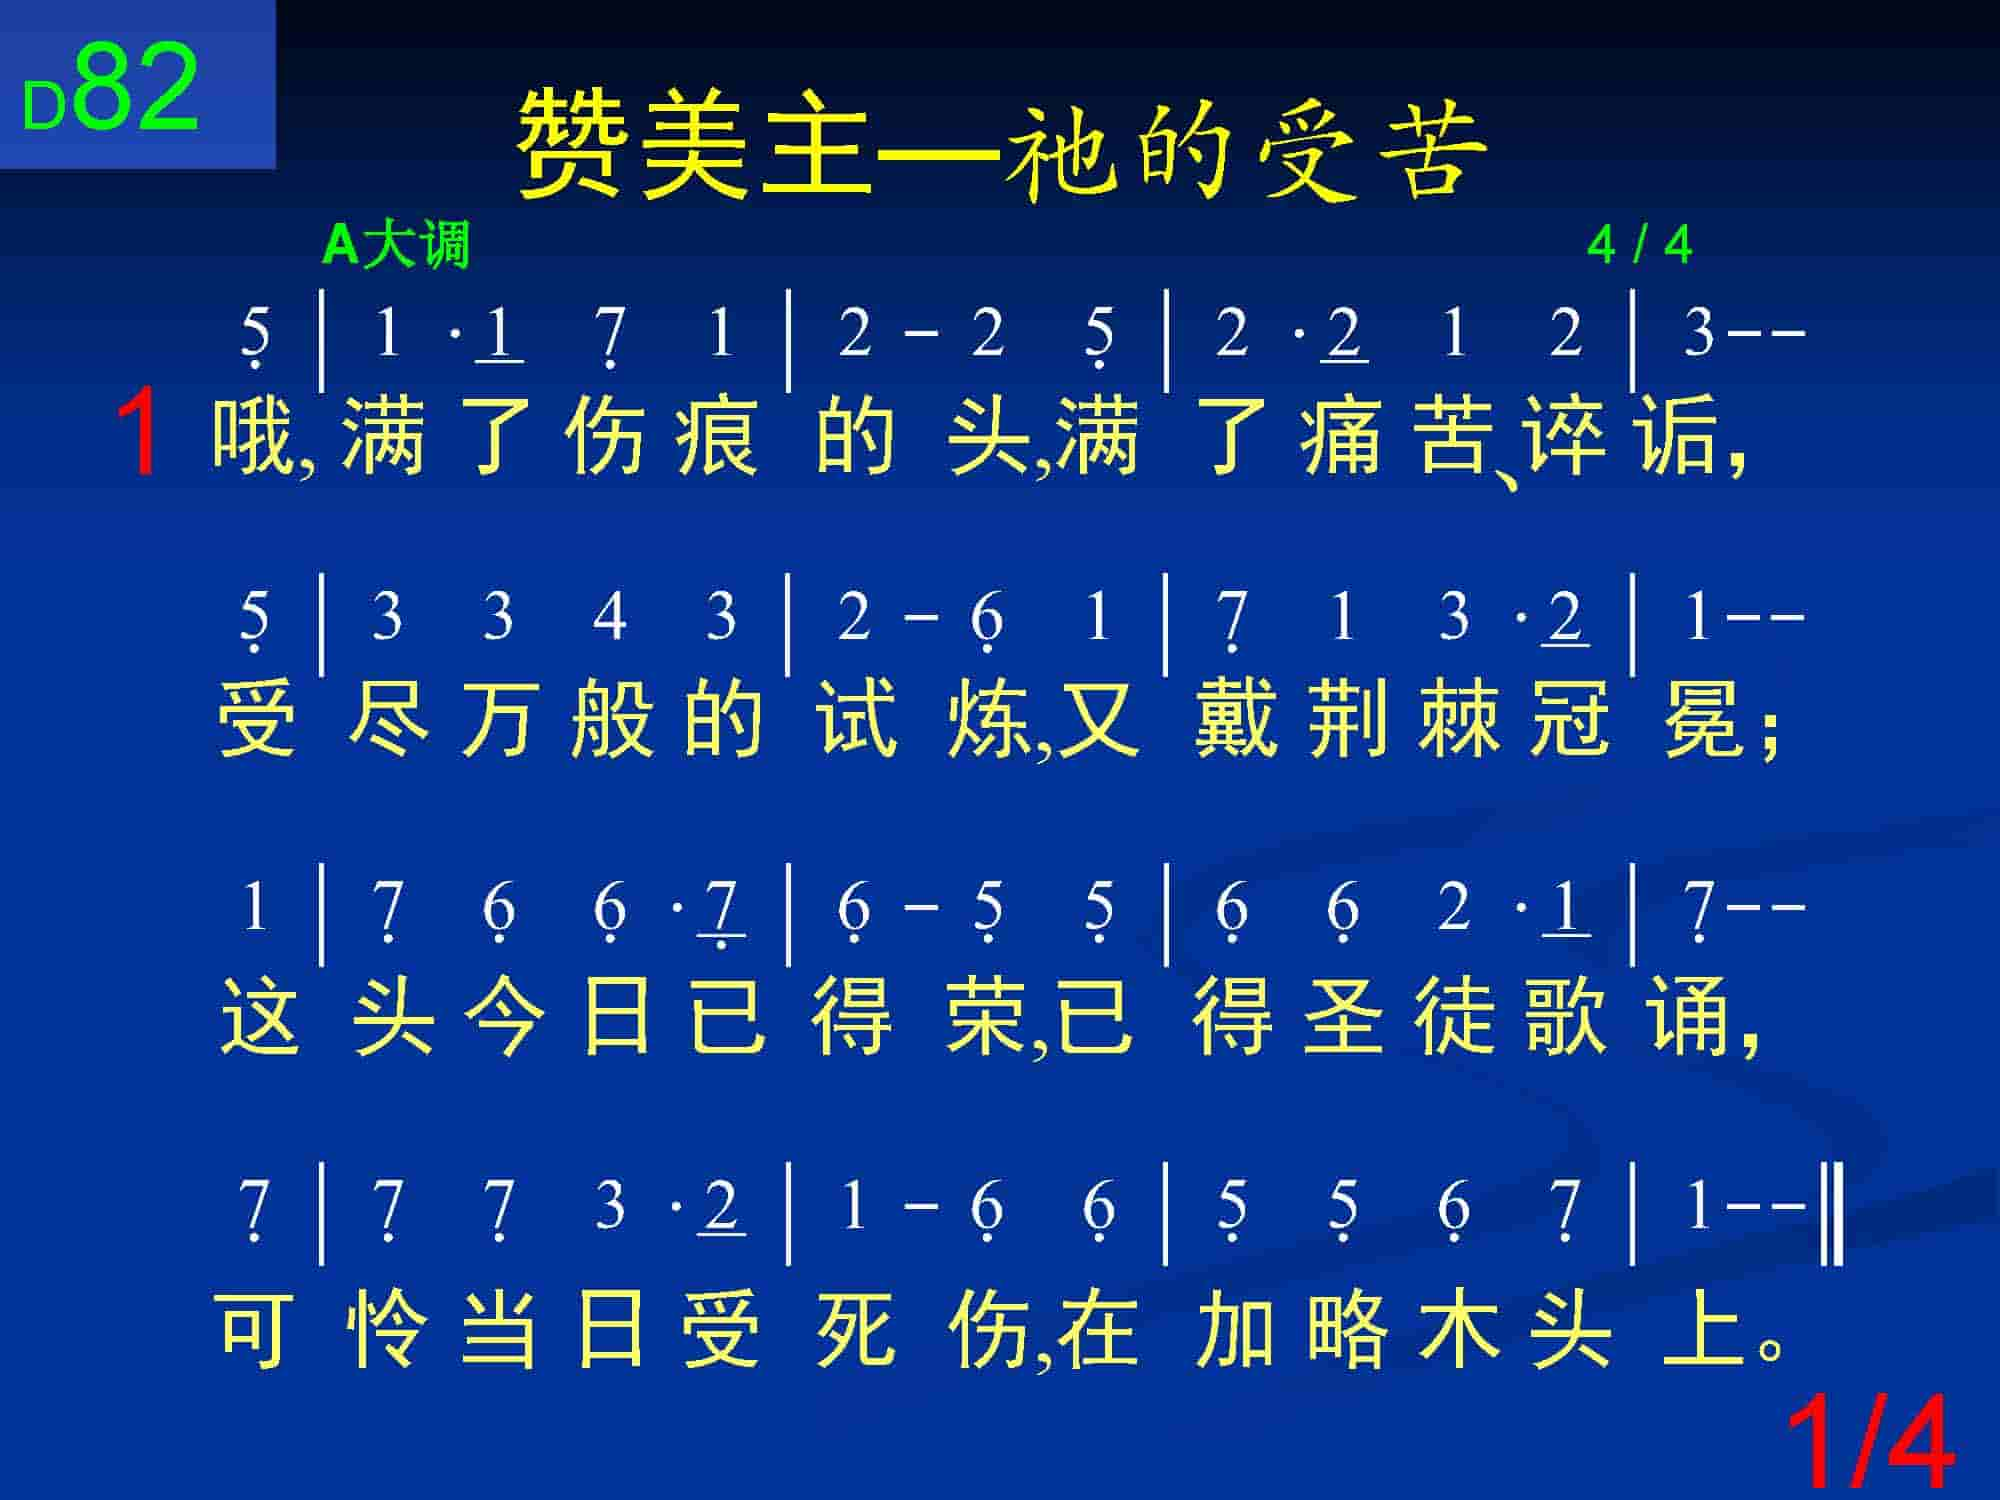 D82
赞美主—祂的受苦
A大调 4 / 4
5̣ | 1 · 1̲ 7̣ 1 | 2 - 2 5̣ | 2 · 2̲ 1 2 | 3 - -
1 哦,满了伤痕的头,满了痛苦、谇诟，
5̣ | 3 3 4 3 | 2 - 6̣ 1 | 7̣ 1 3 · 2̲ | 1 - -
受尽万般的试炼,又戴荆棘冠冕；
1 | 7̣ 6̣ 6̣ · 7̲̣ | 6̣ - 5̣ 5̣ | 6̣ 6̣ 2 · 1̲ | 7̣ - -
这头今日已得荣,已得圣徒歌诵，
7̣ | 7̣ 7̣ 3 · 2̲ | 1 - 6̣ 6̣ | 5̣ 5̣ 6̣ 7̣ | 1 - - ‖
可怜当日受死伤,在加略木头上。
1/4